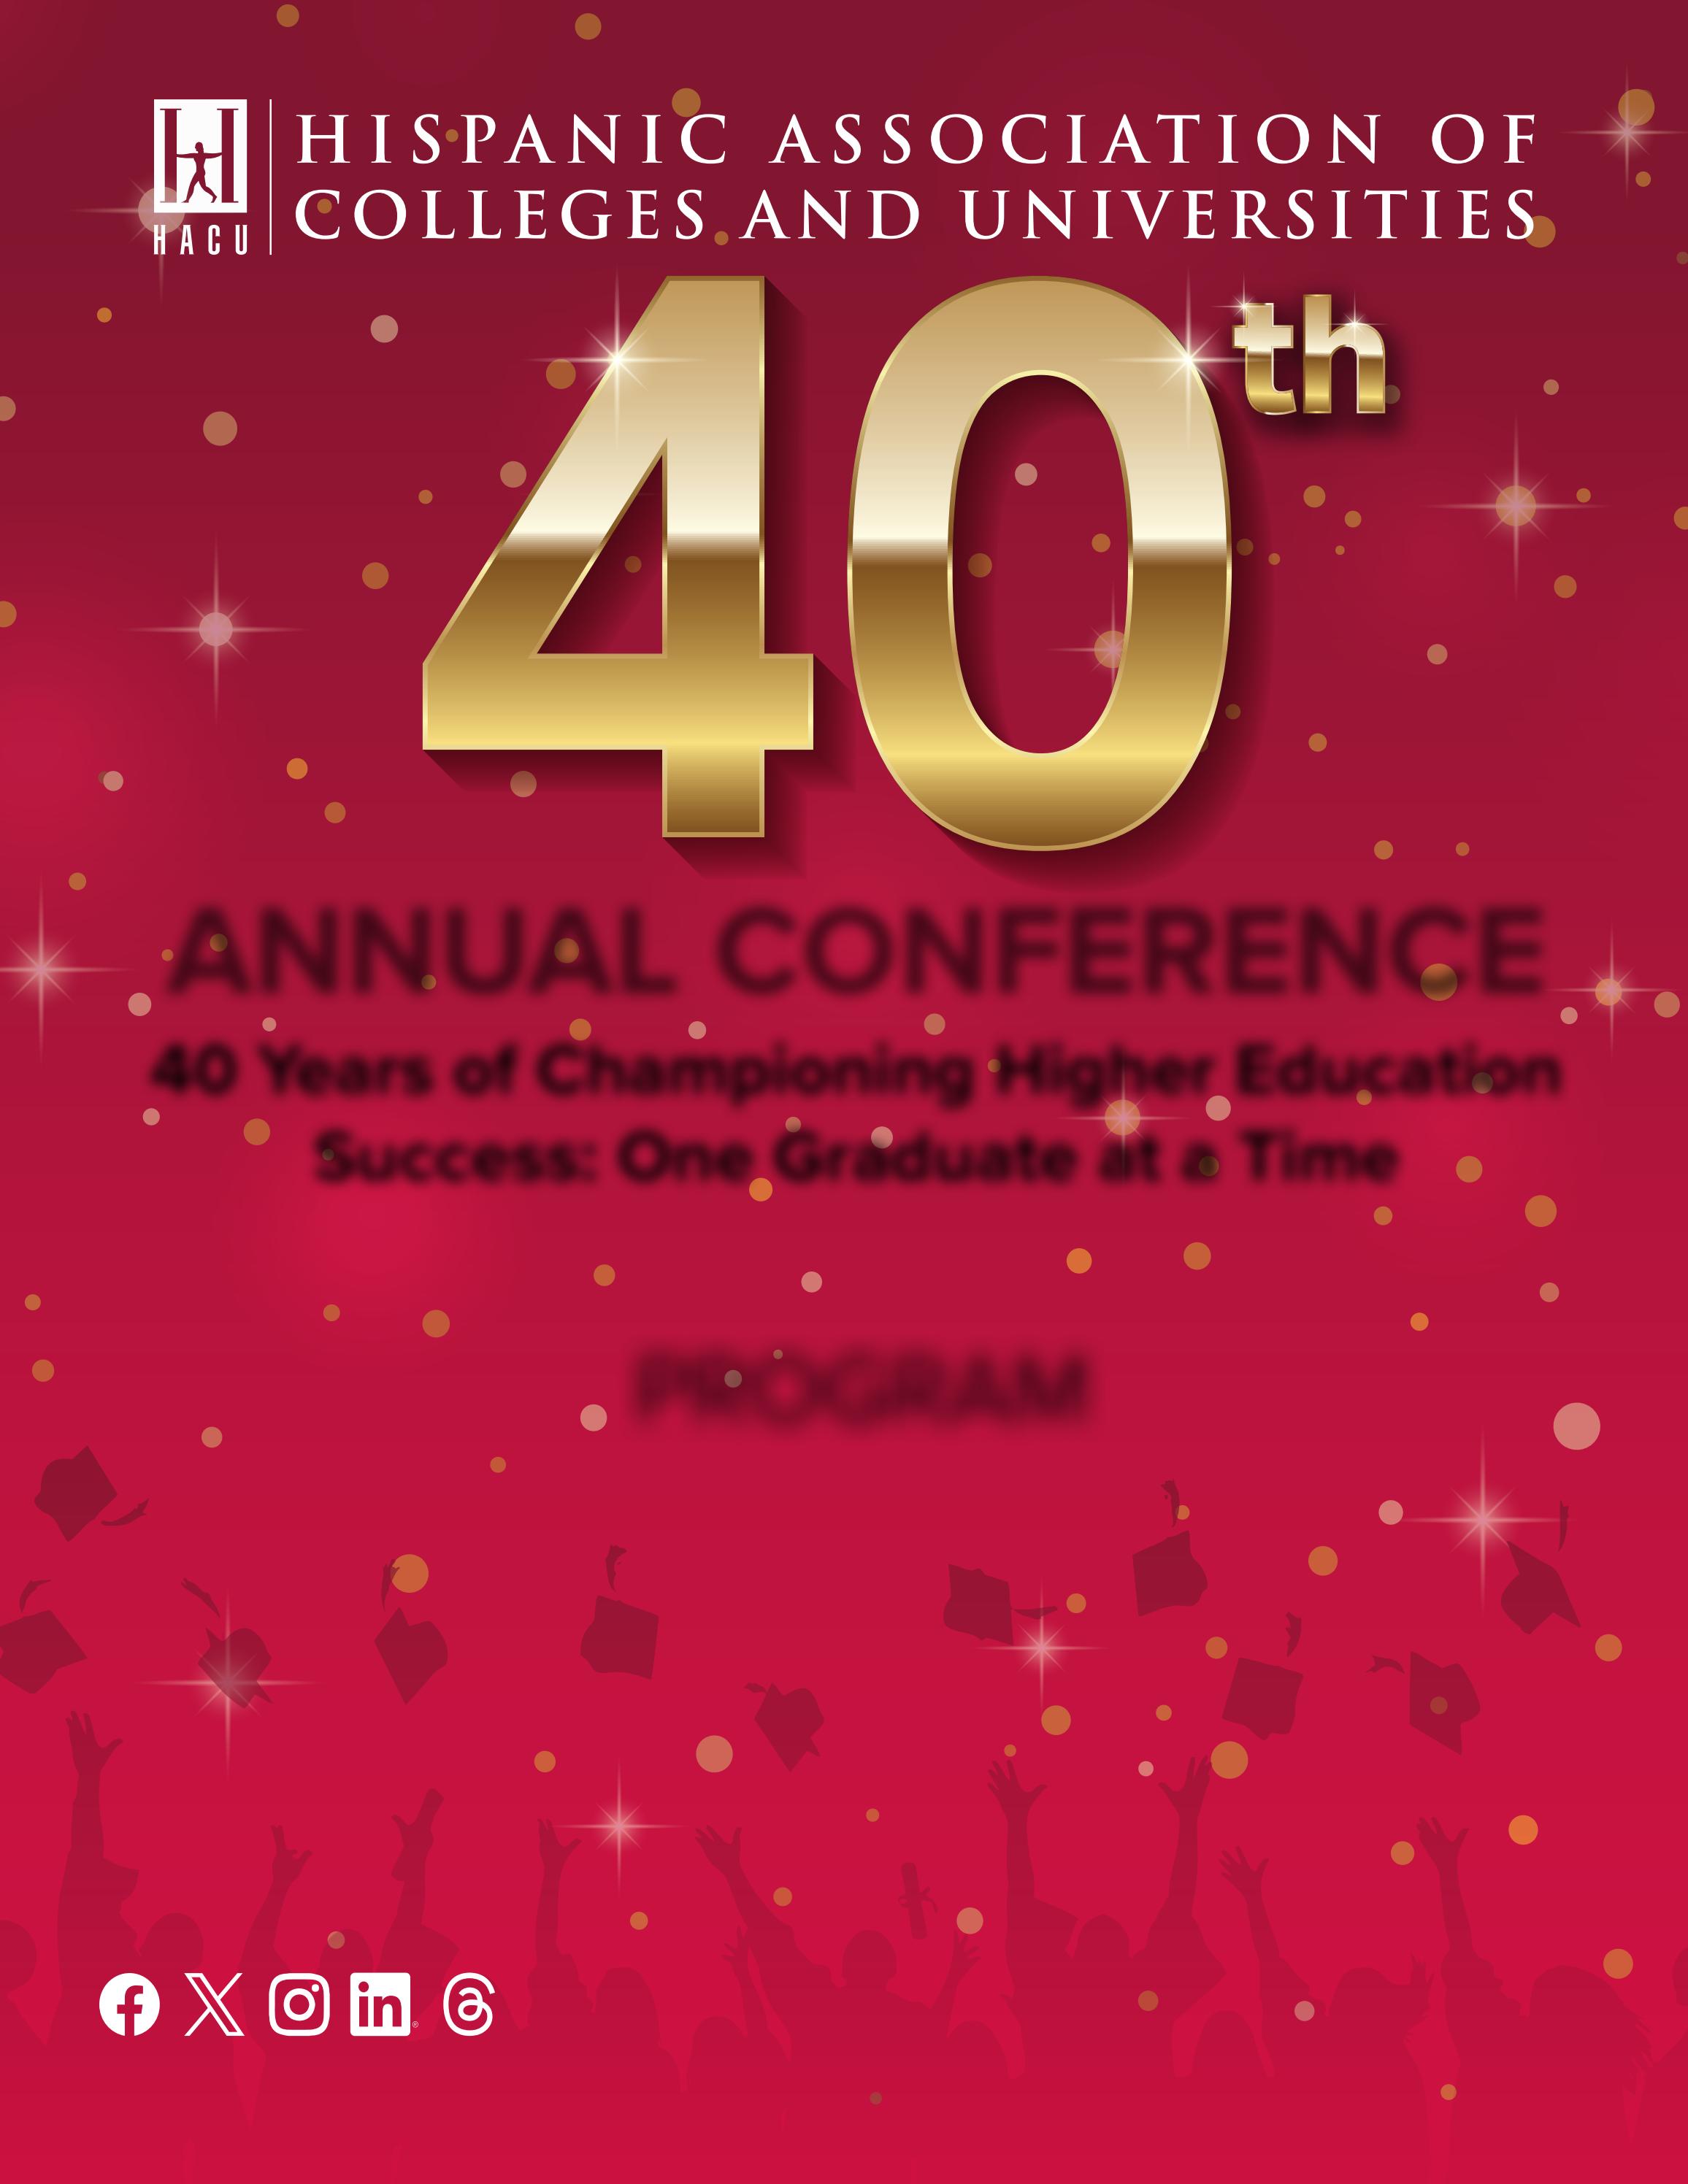 HISPANIC ASSOCIATION OF
COLLEGES AND UNIVERSITIES
HACU
40th
ANNUAL CONFERENCE
40 Years of Championing Higher Education
Success: One Graduate at a Time
PROGRAM